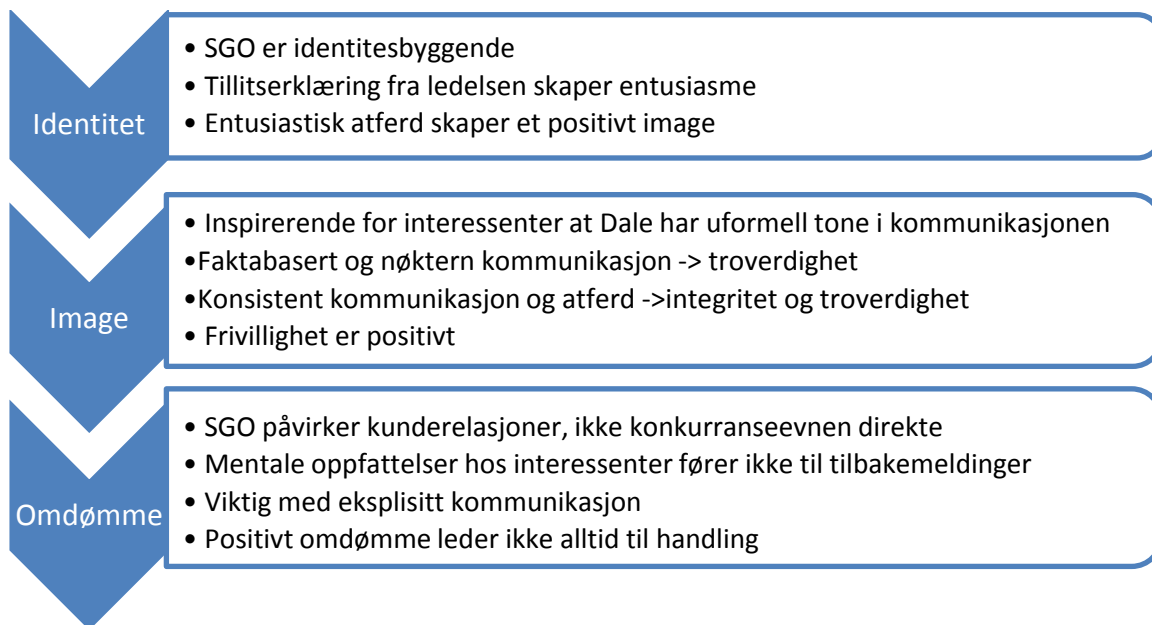 Identitet
• SGO er identitesbyggende
• Tillitserklæring fra ledelsen skaper entusiasme
• Entusiastisk atferd skaper et positivt image
Image
• Inspirerende for interessenter at Dale har uformell tone i kommunikasjonen
•Faktabasert og nøktern kommunikasjon -> troverdighet
•Konsistent kommunikasjon og atferd ->integritet og troverdighet
• Frivillighet er positivt
Omdømme
• SGO påvirker kunderelasjoner, ikke konkurranseevnen direkte
• Mentale oppfattelser hos interessenter fører ikke til tilbakemeldinger
• Viktig med eksplisitt kommunikasjon
• Positivt omdømme leder ikke alltid til handling